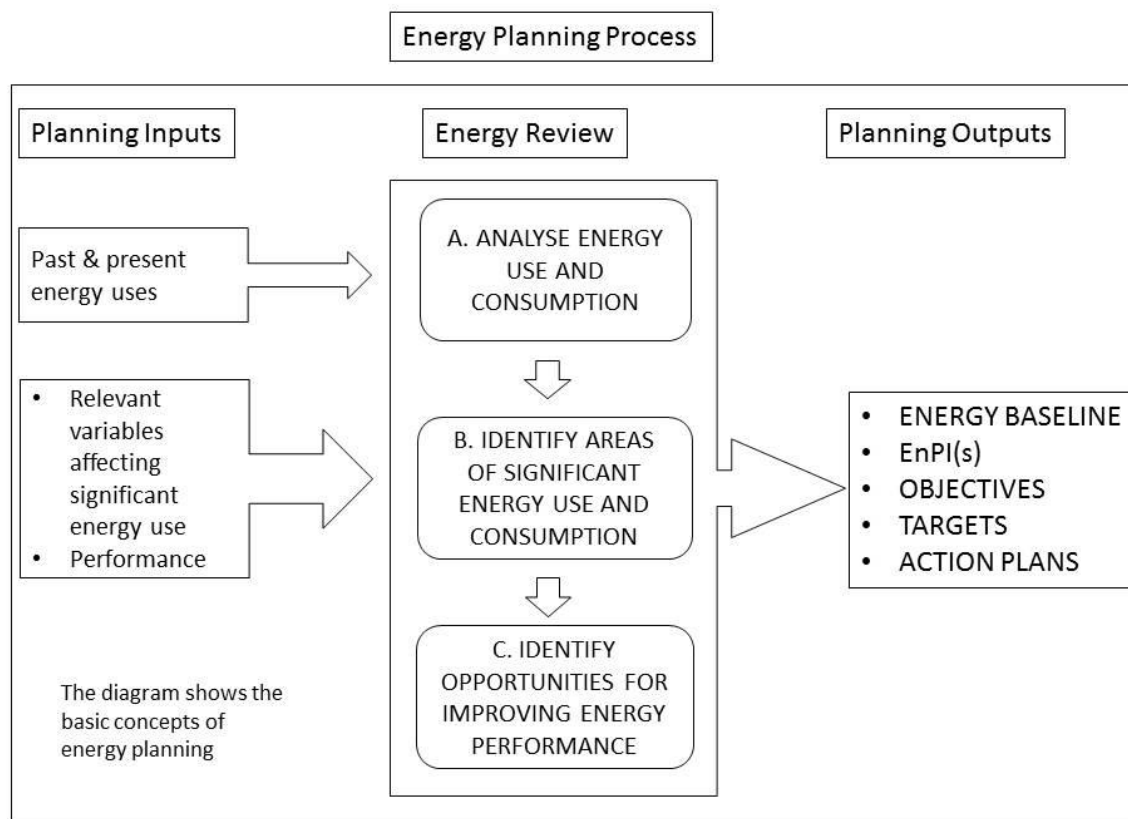 Energy Planning Process
Planning Inputs
Energy Review
Planning Outputs
Past & present
energy uses
• Relevant
variables
affecting
significant
energy use
• Performance
The diagram shows the
basic concepts of
energy planning
A. ANALYSE ENERGY
USE AND
CONSUMPTION
B. IDENTIFY AREAS
OF SIGNIFICANT
ENERGY USE AND
CONSUMPTION
C. IDENTIFY
OPPORTUNITIES FOR
IMPROVING ENERGY
PERFORMANCE
• ENERGY BASELINE
• EnPI(s)
• OBJECTIVES
• TARGETS
• ACTION PLANS